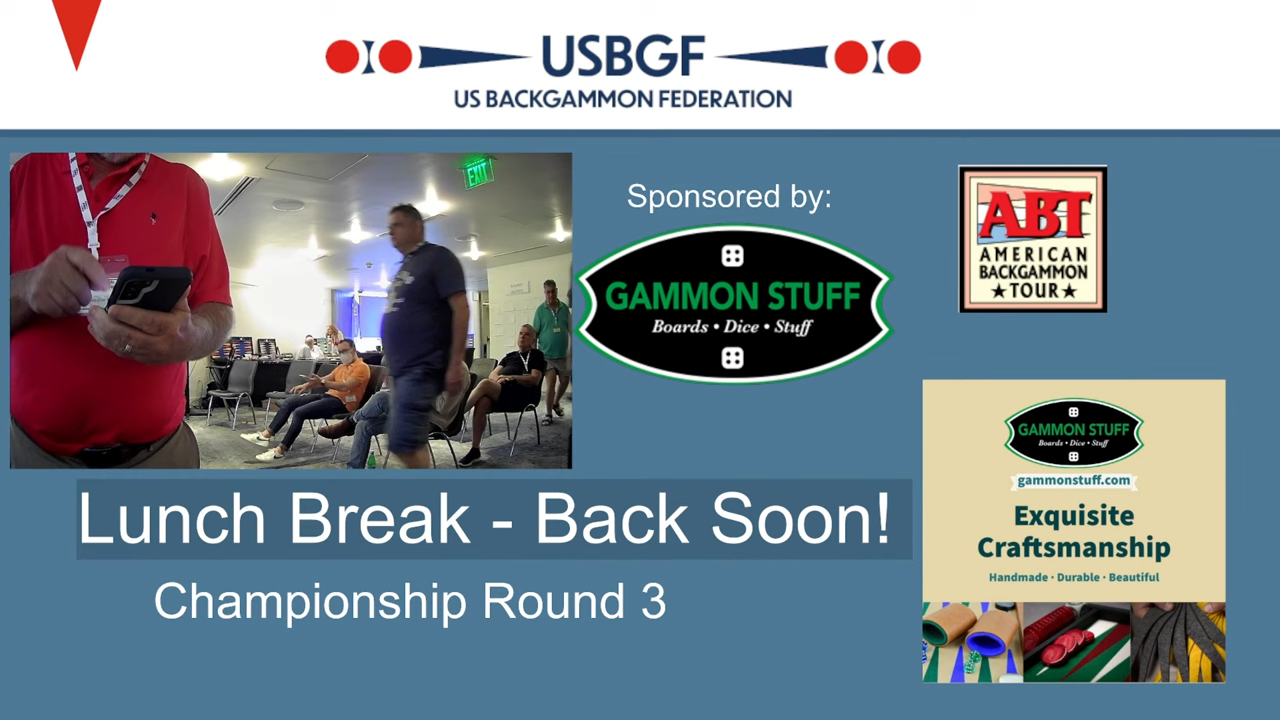 USBGF
US BACKGAMMON FEDERATION
EXIT
Sponsored by:
GAMMON STUFF
Boards • Dice • Stuff
ABT
AMERICAN
BACKGAMMON
★TOUR★
GAMMON STUFF
Boards • Dice • Stuff
gammonstuff.com
Exquisite
Craftsmanship
Handmade · Durable · Beautiful
Lunch Break - Back Soon!
Championship Round 3